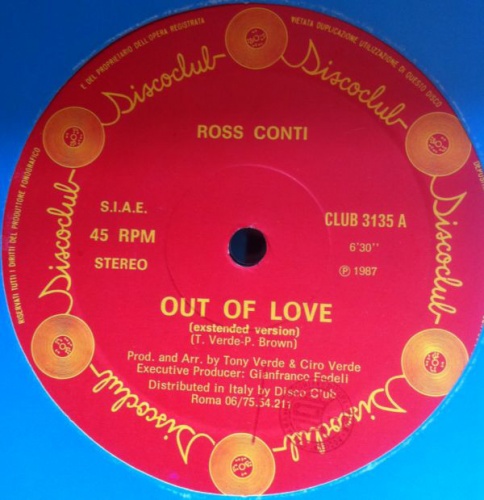 E DEL PROPRIETARIO DELL'OPERA REGISTRATA
VIETATA DUPLICAZIONE UTILIZZAZIONE DI QUESTO DISCO
RISERVATI TUTTI I DIRITTI DEL PRODUTTORE FONOGRAFICO
Discoclub
Discoclub
Discoclub
Discoclub
Discoclub
Discoclub
ROSS CONTI
S.I.A.E.
45 RPM
STEREO
CLUB 3135 A
6'30''
℗ 1987
OUT OF LOVE
(exstended version)
(T. Verde-P. Brown)
Prod. and Arr. by Tony Verde & Ciro Verde
Executive Producer: Gianfranco Fedeli
Distributed in Italy by Disco Club
Roma 06/75.54.211